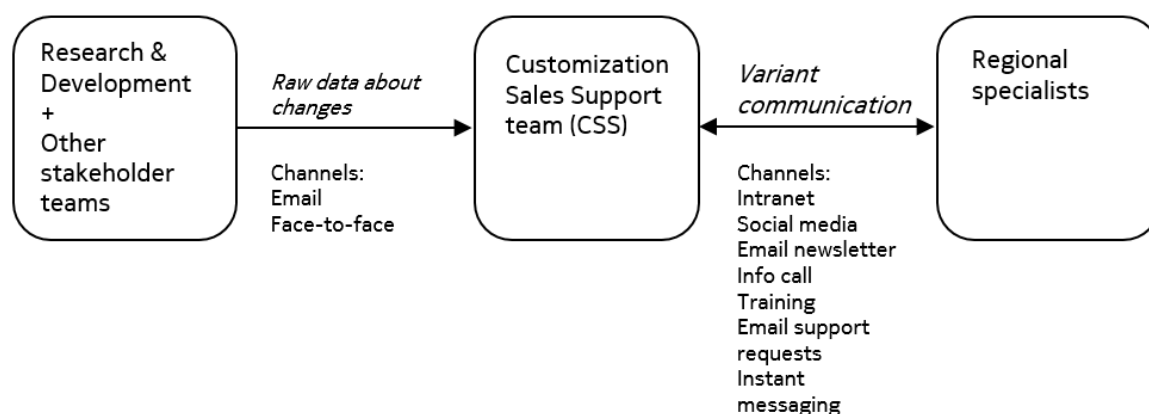 Research &
Development
+
Other
stakeholder
teams
Raw data about
changes
Channels:
Email
Face-to-face
Customization
Sales Support
team (CSS)
Variant
communication
Channels:
Intranet
Social media
Email newsletter
Info call
Training
Email support
requests
Instant
messaging
Regional
specialists